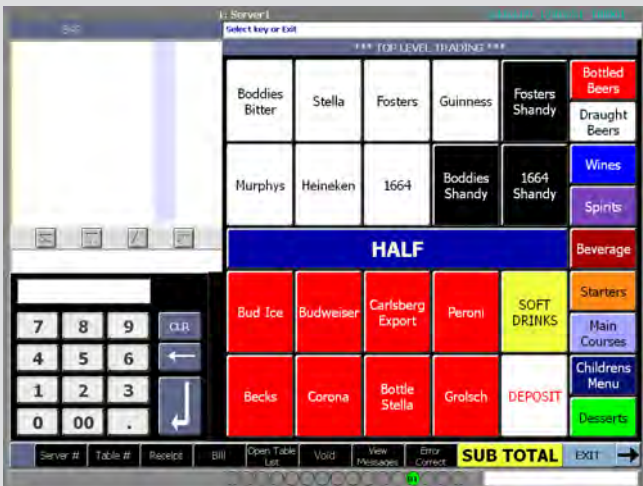 1: Server1
Select key or Exit
*** TOP LEVEL TRADING ***
Boddies
Bitter
Stella
Fosters
Guinness
Fosters
Shandy
Bottled
Beers
Draught
Beers
Murphys
Heineken
1664
Boddies
Shandy
1664
Shandy
Wines
Spirits
HALF
Beverage
Bud Ice
Budweiser
Carlsberg
Export
Peroni
SOFT
DRINKS
Starters
Main
Courses
Becks
Corona
Bottle
Stella
Grolsch
DEPOSIT
Childrens
Menu
Desserts
7 8 9 CLR
4 5 6 ←
1 2 3
0 00 .
Server # Table # Receipt Bill Open Table
List Void View
Messages Error
Correct SUB TOTAL EXIT →